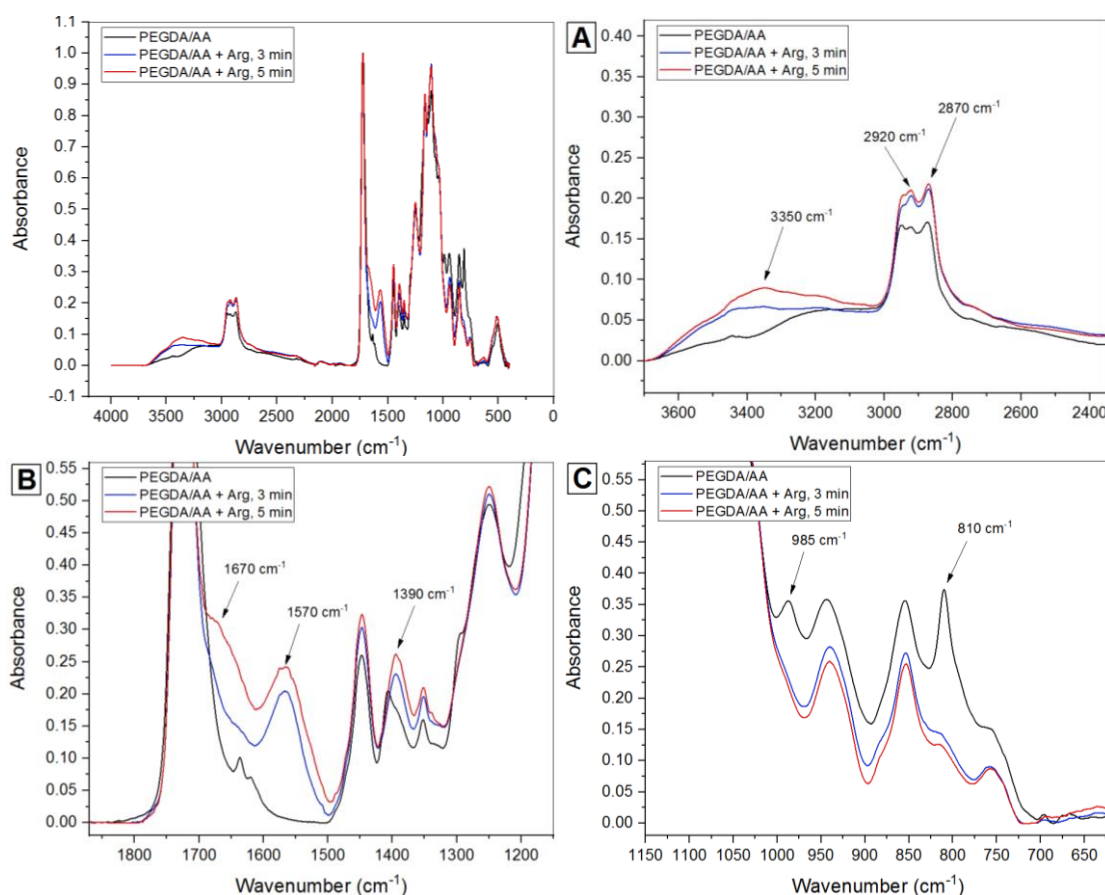 1.1
1.0
0.9
0.8
0.7
0.6
0.5
0.4
0.3
0.2
0.1
0.0
-0.1
Absorbance
PEGDA/AA
PEGDA/AA + Arg, 3 min
PEGDA/AA + Arg, 5 min
4000 3500 3000 2500 2000 1500 1000 500 0
Wavenumber (cm⁻¹)
A
0.40
0.35
0.30
0.25
0.20
0.15
0.10
0.05
0.00
Absorbance
PEGDA/AA
PEGDA/AA + Arg, 3 min
PEGDA/AA + Arg, 5 min
2870 cm⁻¹
2920 cm⁻¹
3350 cm⁻¹
3600 3400 3200 3000 2800 2600 2400
Wavenumber (cm⁻¹)
B
0.55
0.50
0.45
0.40
0.35
0.30
0.25
0.20
0.15
0.10
0.05
0.00
Absorbance
PEGDA/AA
PEGDA/AA + Arg, 3 min
PEGDA/AA + Arg, 5 min
1670 cm⁻¹
1570 cm⁻¹
1390 cm⁻¹
1800 1700 1600 1500 1400 1300 1200
Wavenumber (cm⁻¹)
C
0.55
0.50
0.45
0.40
0.35
0.30
0.25
0.20
0.15
0.10
0.05
0.00
Absorbance
PEGDA/AA
PEGDA/AA + Arg, 3 min
PEGDA/AA + Arg, 5 min
985 cm⁻¹
810 cm⁻¹
1150 1100 1050 1000 950 900 850 800 750 700 650
Wavenumber (cm⁻¹)